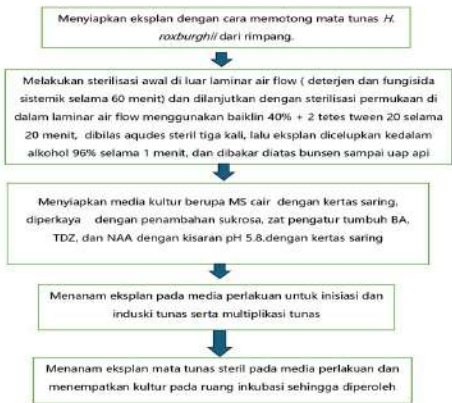 Menyiapkan eksplan dengan cara memotong mata tunas H.
roxburghii dari rimpang.
Melakukan sterilisasi awal di luar laminar air flow ( deterjen dan fungisida
sistemik selama 60 menit) dan dilanjutkan dengan sterilisasi permukaan di
dalam laminar air flow menggunakan baiklin 40% + 2 tetes tween 20 selama
20 menit, dibilas aqudes steril tiga kali, lalu eksplan dicelupkan kedalam
alkohol 96% selama 1 menit, dan dibakar diatas bunsen sampai uap api
Menyiapkan media kultur berupa MS cair dengan kertas saring,
diperkaya dengan penambahan sukrosa, zat pengatur tumbuh BA,
TDZ, dan NAA dengan kisaran pH 5.8.dengan kertas saring
Menanam eksplan pada media perlakuan untuk inisiasi dan
induski tunas serta multiplikasi tunas
Menanam eksplan mata tunas steril pada media perlakuan dan
menempatkan kultur pada ruang inkubasi sehingga diperoleh